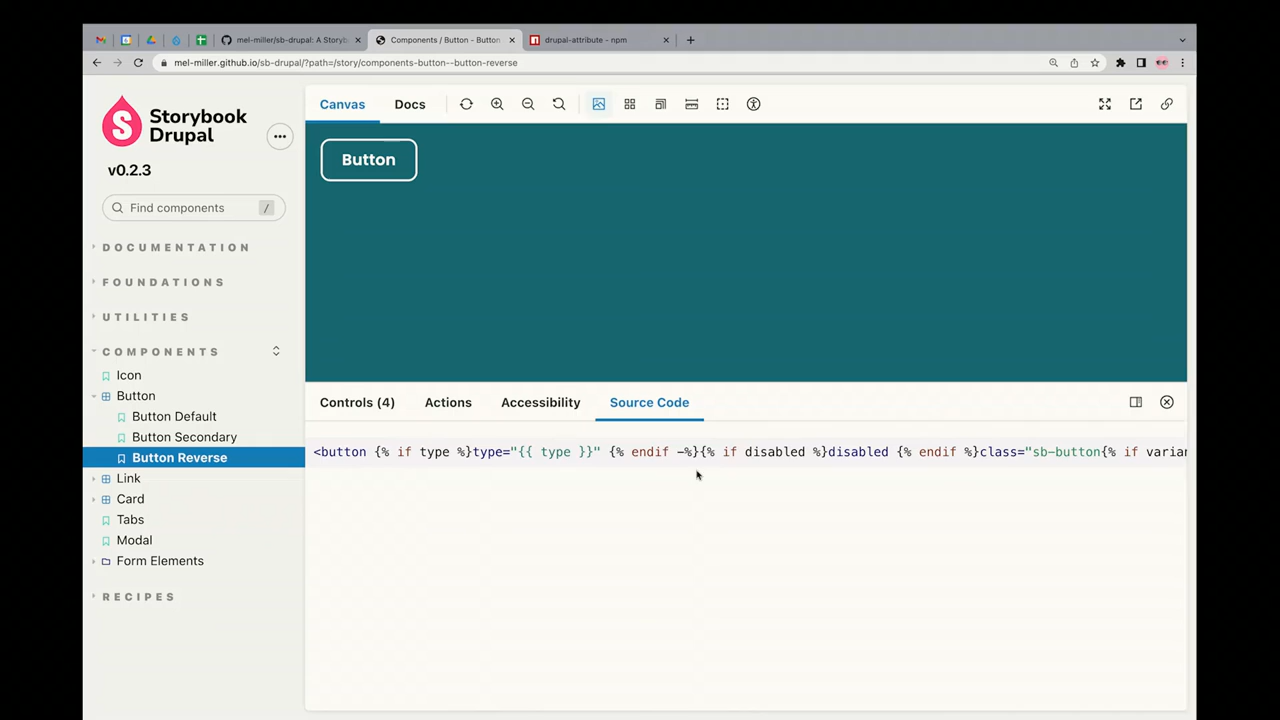 mel-miller/sb-drupal: A Storyb
Components / Button - Button
drupal-attribute - npm
mel-miller.github.io/sb-drupal/?path=/story/components-button--button-reverse
Storybook
Drupal
v0.2.3
Find components /
DOCUMENTATION
FOUNDATIONS
UTILITIES
COMPONENTS
Icon
Button
Button Default
Button Secondary
Button Reverse
Link
Card
Tabs
Modal
Form Elements
RECIPES
Canvas Docs
Button
Controls (4) Actions Accessibility Source Code
<button {% if type %}type="{{ type }}" {% endif -%}{% if disabled %}disabled {% endif %}class="sb-button{% if varian